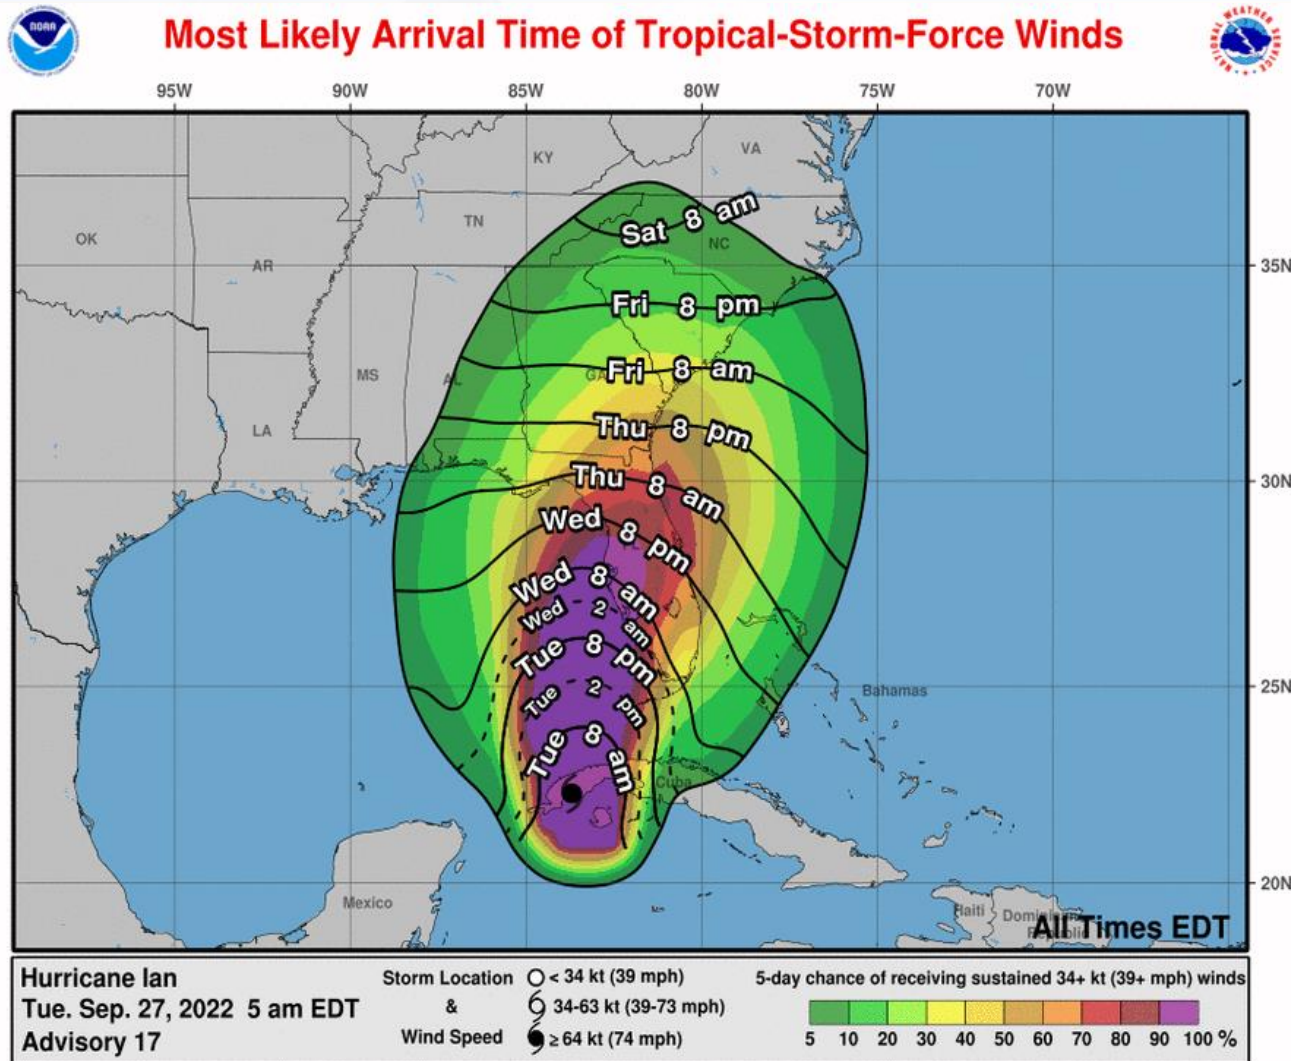 NOAA
Most Likely Arrival Time of Tropical-Storm-Force Winds
NATIONAL WEATHER SERVICE
95W 90W 85W 80W 75W 70W
KY
VA
OK
TN
NC
AR
Sat 8 am
35N
Fri 8 pm
MS
AL
GA
Fri 8 am
LA
Thu 8 pm
30N
Thu 8 am
Wed 8 pm
Wed 8 am
Wed 2 am
Tue 8 pm
25N
Bahamas
Tue 2 pm
Tue 8 am
Cuba
20N
Mexico
Haiti
All Times EDT
Hurricane Ian
Tue. Sep. 27, 2022 5 am EDT
Advisory 17
Storm Location
&
Wind Speed
< 34 kt (39 mph)
34-63 kt (39-73 mph)
≥ 64 kt (74 mph)
5-day chance of receiving sustained 34+ kt (39+ mph) winds
5 10 20 30 40 50 60 70 80 90 100 %